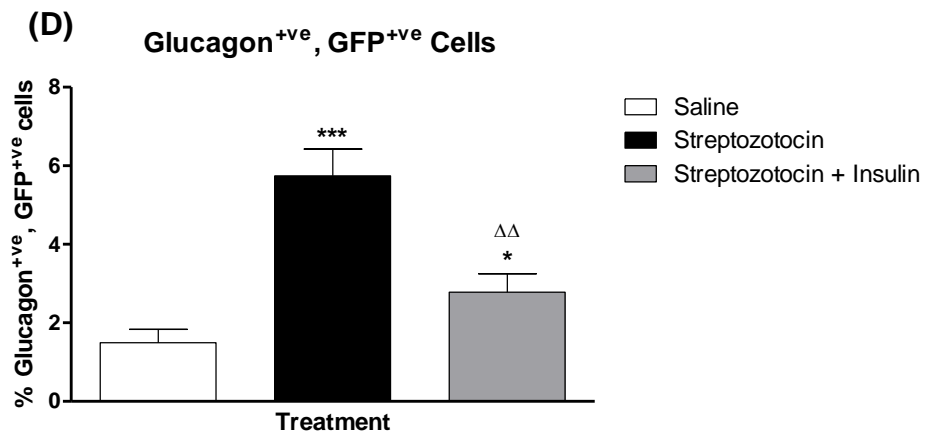 (D)
Glucagon+ve, GFP+ve Cells
% Glucagon+ve, GFP+ve cells
8
6
4
2
0
***
ΔΔ
*
Treatment
Saline
Streptozotocin
Streptozotocin + Insulin